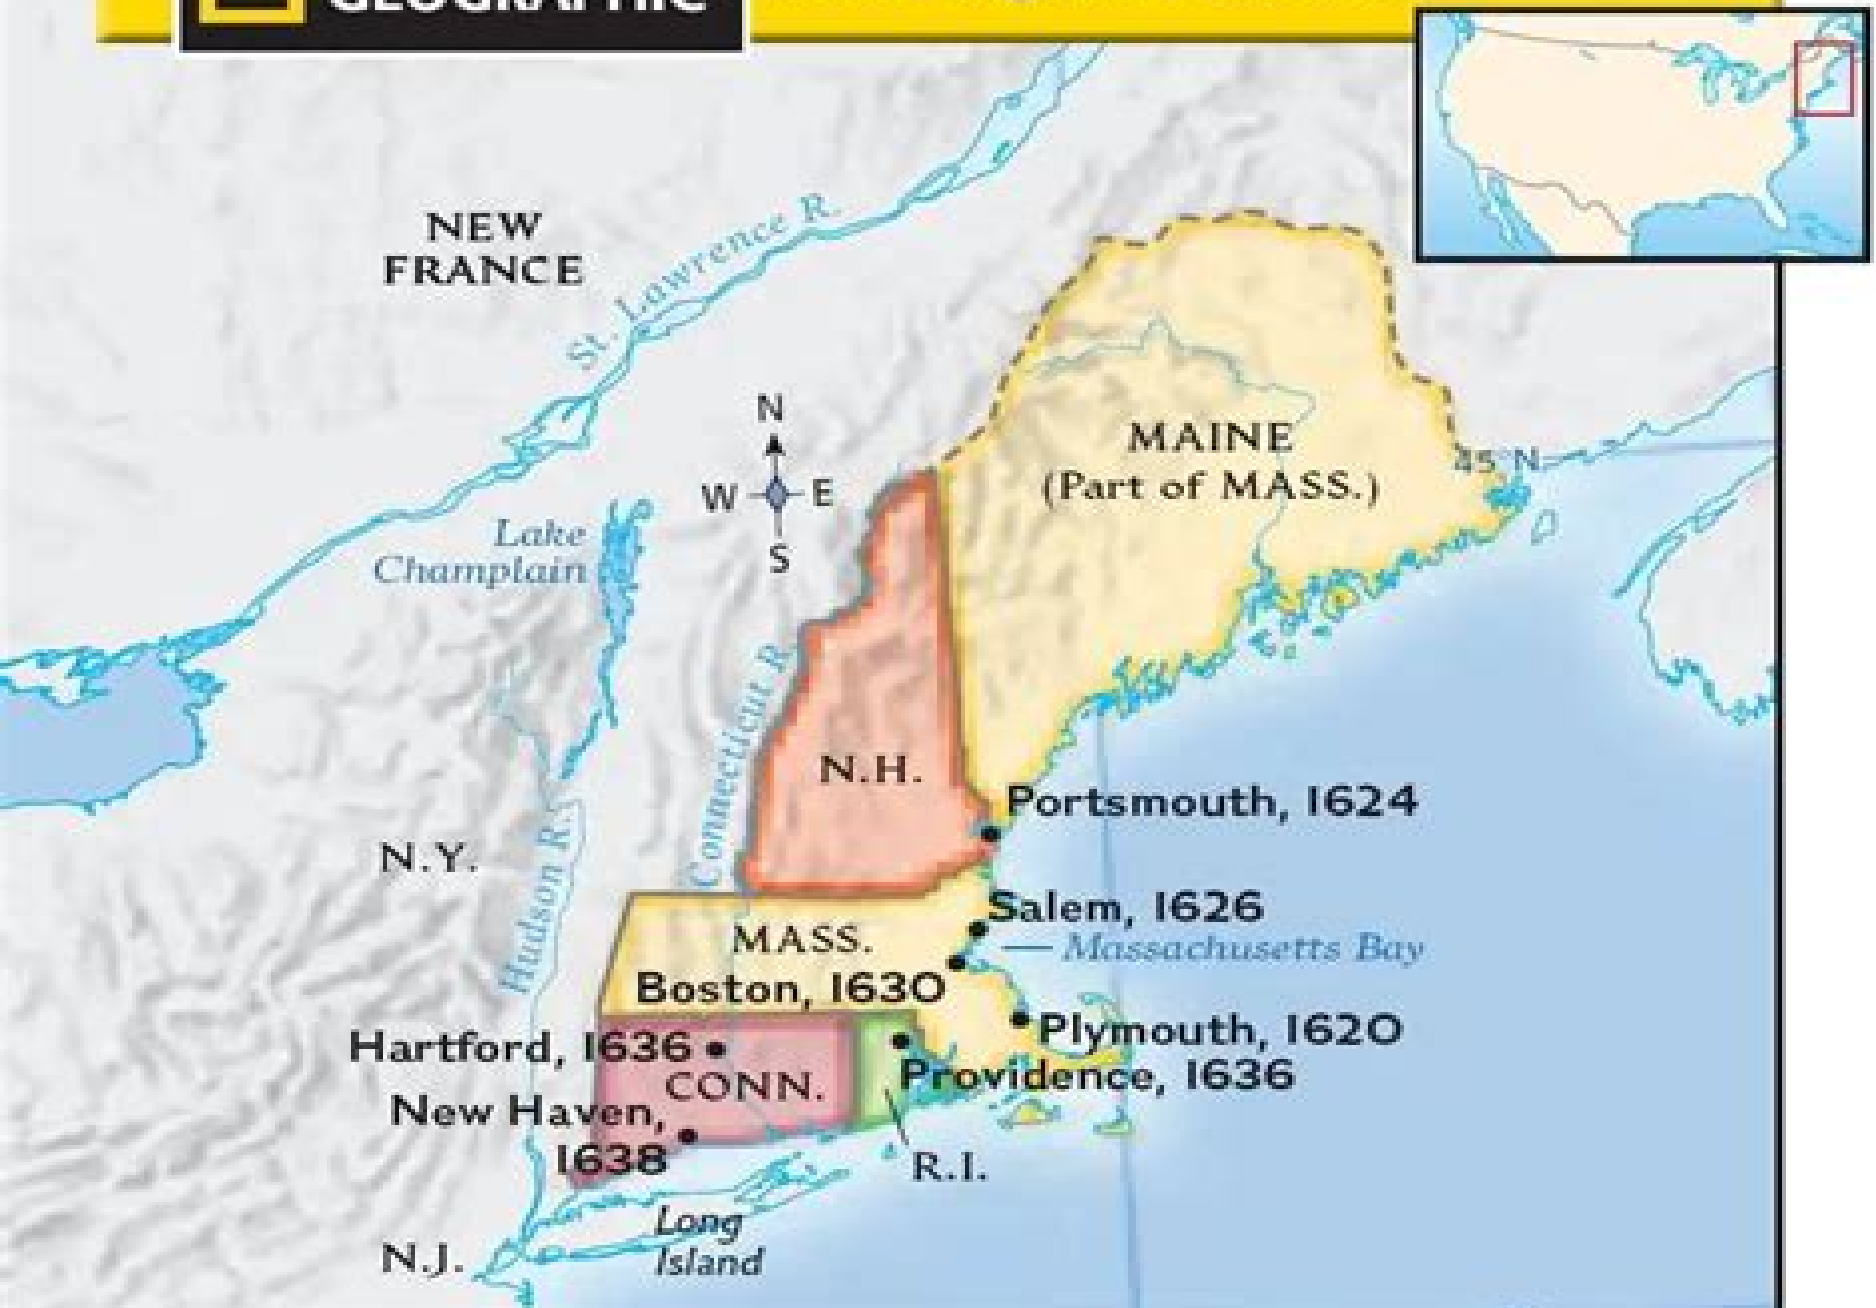 GEOGRAPHIC
NEW
FRANCE
St. Lawrence R.
N
W E
S
MAINE
(Part of MASS.)
45°N
Lake
Champlain
Connecticut R.
N.H.
Portsmouth, 1624
N.Y.
Hudson R.
Salem, 1626
MASS.
Massachusetts Bay
Boston, 1630
Plymouth, 1620
Hartford, 1636
CONN.
Providence, 1636
New Haven,
1638
R.I.
Long
Island
N.J.